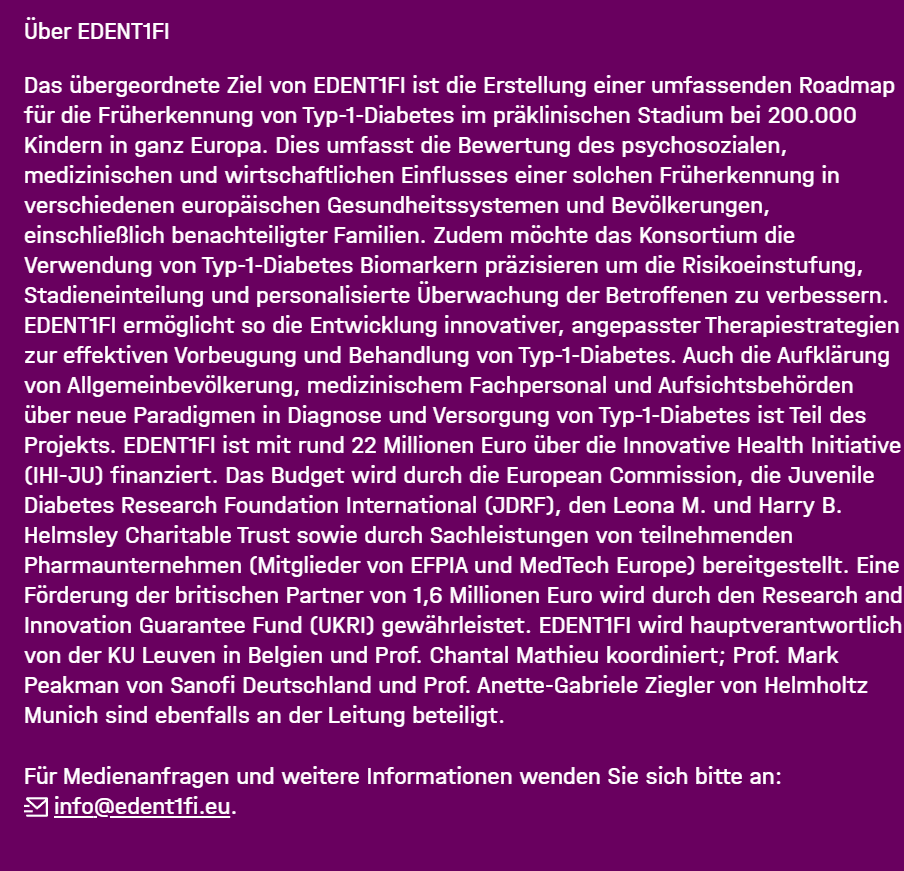 Über EDENT1FI
Das übergeordnete Ziel von EDENT1FI ist die Erstellung einer umfassenden Roadmap
für die Früherkennung von Typ-1-Diabetes im präklinischen Stadium bei 200.000
Kindern in ganz Europa. Dies umfasst die Bewertung des psychosozialen,
medizinischen und wirtschaftlichen Einflusses einer solchen Früherkennung in
verschiedenen europäischen Gesundheitssystemen und Bevölkerungen,
einschließlich benachteiligter Familien. Zudem möchte das Konsortium die
Verwendung von Typ-1-Diabetes Biomarkern präzisieren um die Risikoeinstufung,
Stadieneinteilung und personalisierte Überwachung der Betroffenen zu verbessern.
EDENT1FI ermöglicht so die Entwicklung innovativer, angepasster Therapiestrategien
zur effektiven Vorbeugung und Behandlung von Typ-1-Diabetes. Auch die Aufklärung
von Allgemeinbevölkerung, medizinischem Fachpersonal und Aufsichtsbehörden
über neue Paradigmen in Diagnose und Versorgung von Typ-1-Diabetes ist Teil des
Projekts. EDENT1FI ist mit rund 22 Millionen Euro über die Innovative Health Initiative
(IHI-JU) finanziert. Das Budget wird durch die European Commission, die Juvenile
Diabetes Research Foundation International (JDRF), den Leona M. und Harry B.
Helmsley Charitable Trust sowie durch Sachleistungen von teilnehmenden
Pharmaunternehmen (Mitglieder von EFPIA und MedTech Europe) bereitgestellt. Eine
Förderung der britischen Partner von 1,6 Millionen Euro wird durch den Research and
Innovation Guarantee Fund (UKRI) gewährleistet. EDENT1FI wird hauptverantwortlich
von der KU Leuven in Belgien und Prof. Chantal Mathieu koordiniert; Prof. Mark
Peakman von Sanofi Deutschland und Prof. Anette-Gabriele Ziegler von Helmholtz
Munich sind ebenfalls an der Leitung beteiligt.
Für Medienanfragen und weitere Informationen wenden Sie sich bitte an:
info@edent1fi.eu.